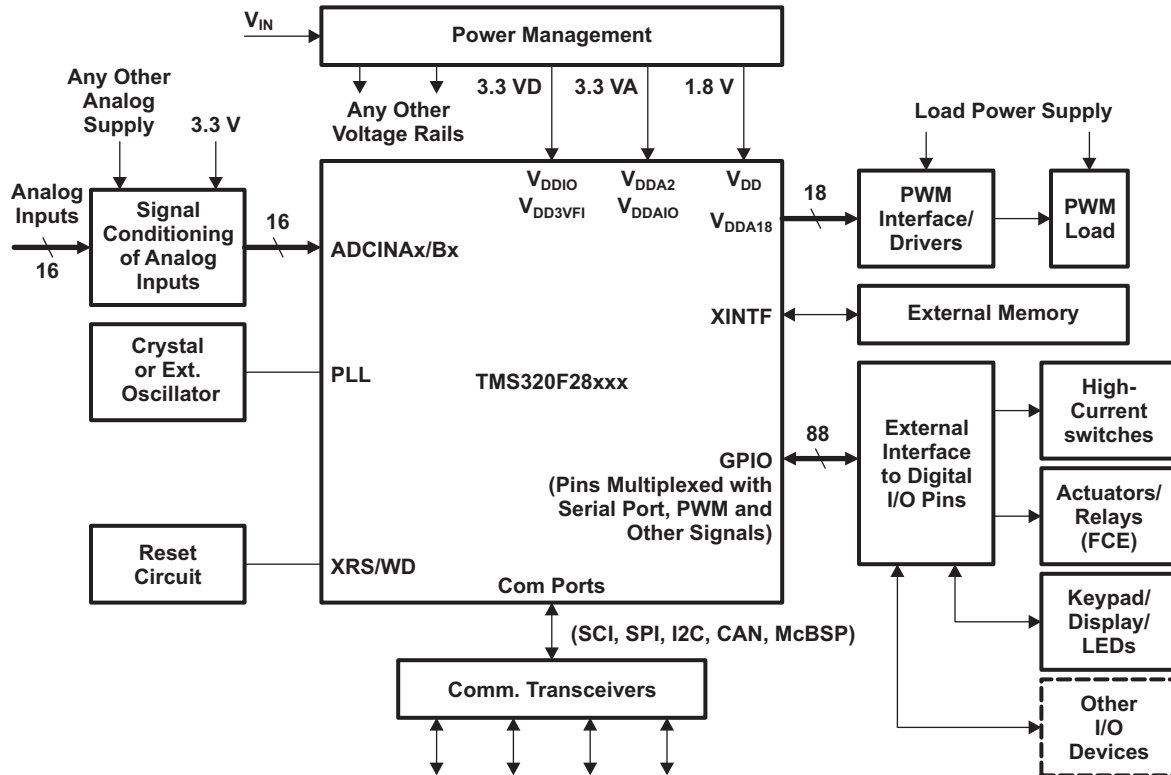 VIN
Power Management
3.3 VD
3.3 VA
1.8 V
Any Other
Voltage Rails
Any Other
Analog
Supply
3.3 V
Load Power Supply
Analog
Inputs
16
Signal
Conditioning
of Analog
Inputs
16
ADCINAx/Bx
VDDIO
VDD3VFI
VDDA2
VDDAIO
VDD
VDDA18
18
PWM
Interface/
Drivers
PWM
Load
XINTF
External Memory
Crystal
or Ext.
Oscillator
PLL
TMS320F28xxx
GPIO
(Pins Multiplexed with
Serial Port, PWM and
Other Signals)
88
External
Interface
to Digital
I/O Pins
High-
Current
switches
Actuators/
Relays
(FCE)
Keypad/
Display/
LEDs
Other
I/O
Devices
Reset
Circuit
XRS/WD
Com Ports
(SCI, SPI, I2C, CAN, McBSP)
Comm. Transceivers